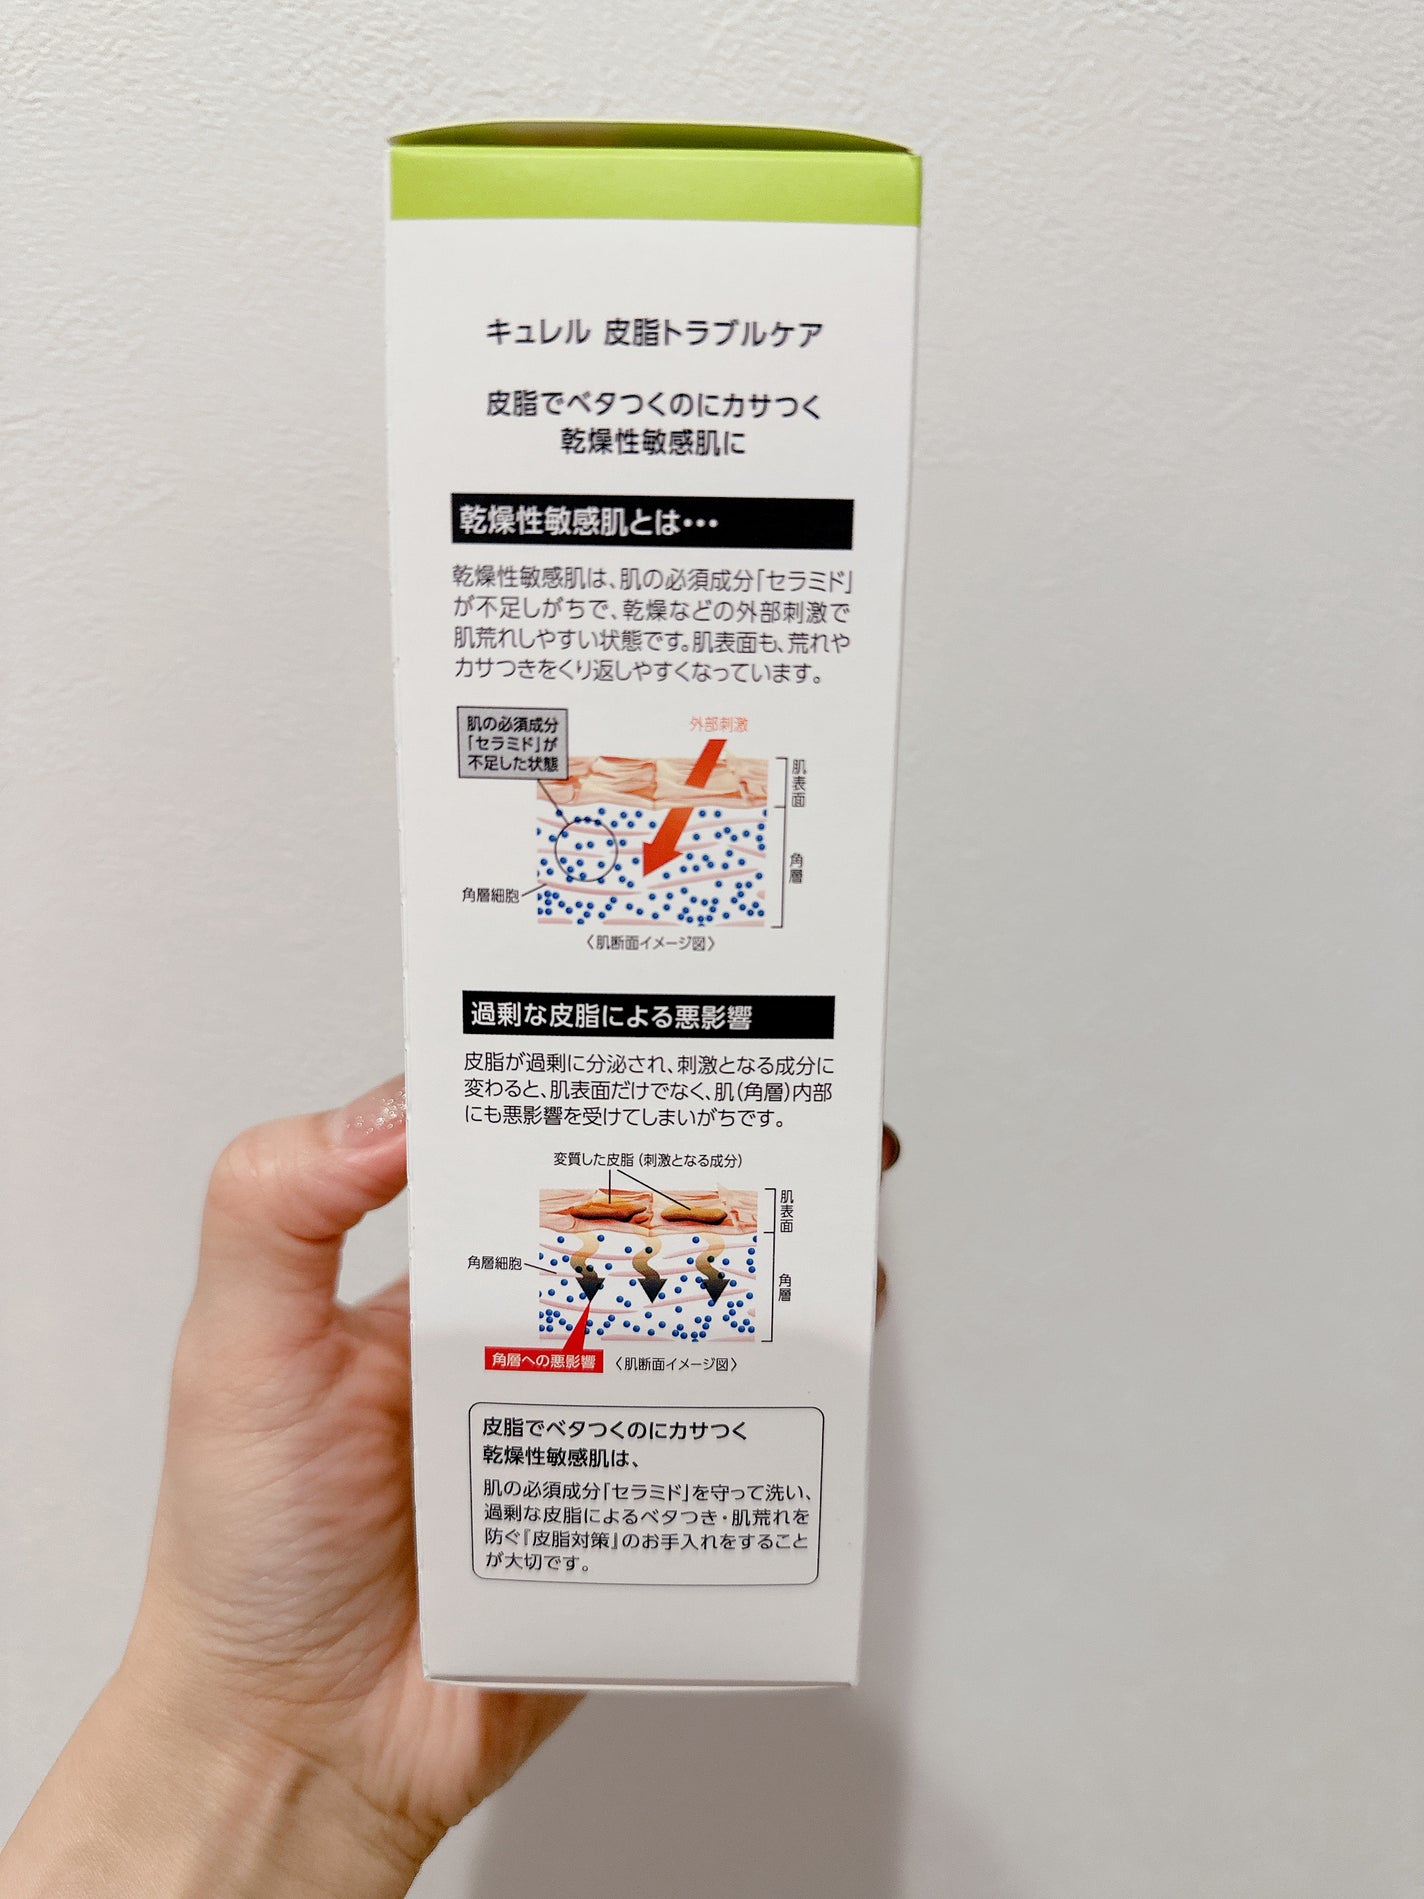 キュレル 皮脂トラブルケア
皮脂でベタつくのにカサつく
乾燥性敏感肌に
乾燥性敏感肌とは･･･
乾燥性敏感肌は、肌の必須成分「セラミド」
が不足しがちで、乾燥などの外部刺激で
肌荒れしやすい状態です。肌表面も、荒れや
カサつきをくり返しやすくなっています。
肌の必須成分
「セラミド」が
不足した状態
外部刺激
肌表面
角層
角層細胞
〈肌断面イメージ図〉
過剰な皮脂による悪影響
皮脂が過剰に分泌され、刺激となる成分に
変わると、肌表面だけでなく、肌（角層）内部
にも悪影響を受けてしまいがちです。
変質した皮脂（刺激となる成分）
肌表面
角層細胞
角層
角層への悪影響
〈肌断面イメージ図〉
皮脂でベタつくのにカサつく
乾燥性敏感肌は、
肌の必須成分「セラミド」を守って洗い、
過剰な皮脂によるベタつき・肌荒れを
防ぐ『皮脂対策』のお手入れをすること
が大切です。